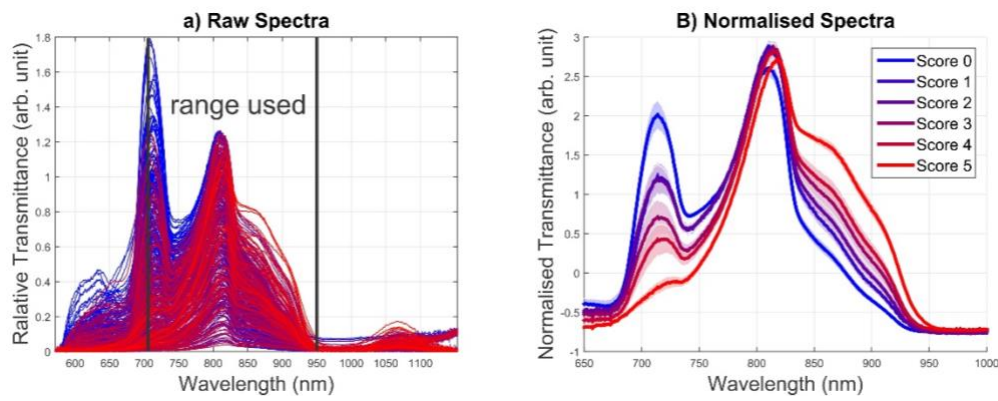 a) Raw Spectra
Ralative Transmittance (arb. unit)
1.8
1.6
1.4
1.2
1
0.8
0.6
0.4
0.2
0
range used
600 650 700 750 800 850 900 950 1000 1050 1100
Wavelength (nm)
B) Normalised Spectra
Normalised Transmittance (arb. unit)
3
2.5
2
1.5
1
0
-0.5
-1
Score 0
Score 1
Score 2
Score 3
Score 4
Score 5
650 700 750 800 850 900 950 1000
Wavelength (nm)